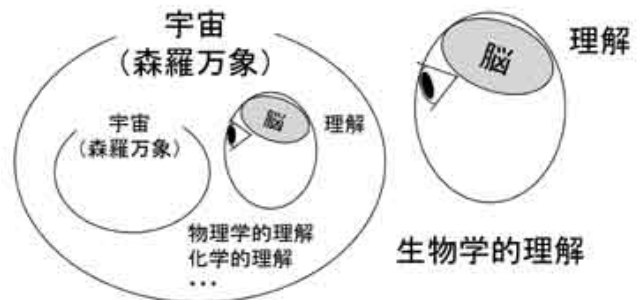 宇宙
(森羅万象)
宇宙
(森羅万象)
脳
理解
物理学的理解
化学的理解
…
脳
理解
生物学的理解